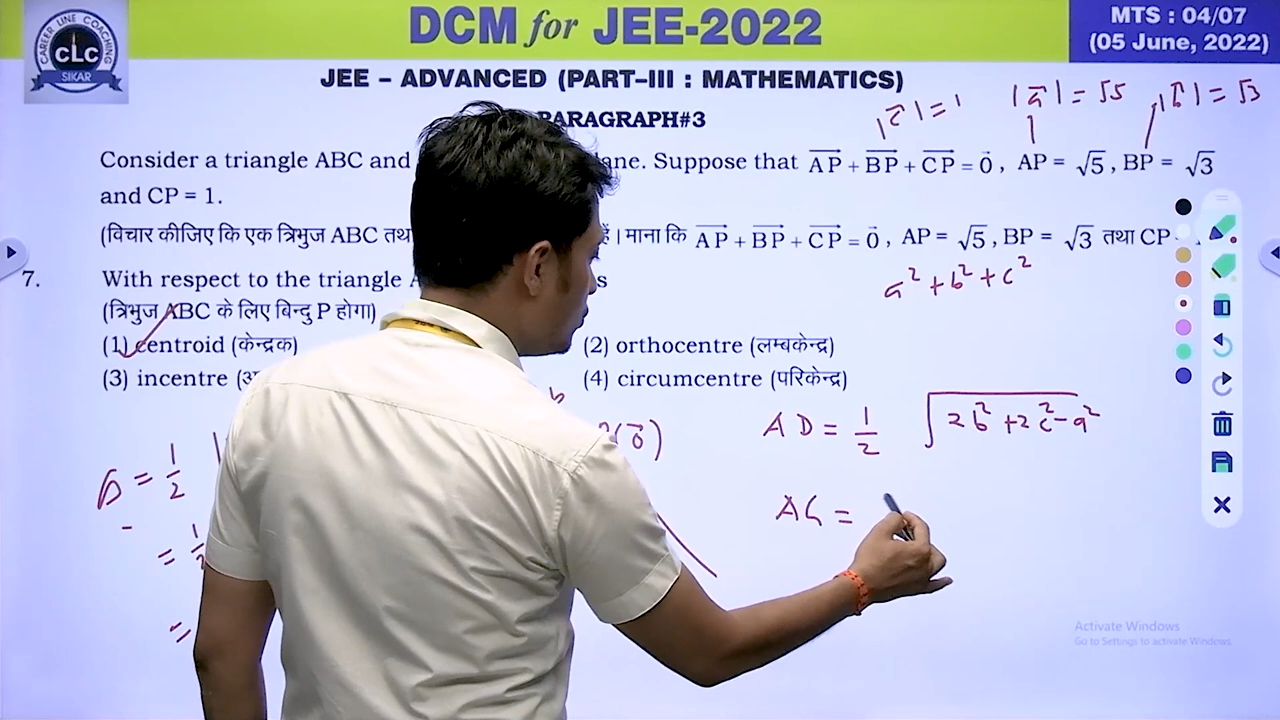 DCM for JEE-2022
MTS : 04/07
(05 June, 2022)
CAREER LINE COACHING
CLC
SIKAR
JEE – ADVANCED (PART–III : MATHEMATICS)
|c⃗| = 1 |a⃗| = √5 |b⃗| = √3
PARAGRAPH#3
Consider a triangle ABC and ane. Suppose that AP⃗ + BP⃗ + CP⃗ = 0⃗ , AP = √5 , BP = √3
and CP = 1.
(विचार कीजिए कि एक त्रिभुज ABC तथा हैं। माना कि AP⃗ + BP⃗ + CP⃗ = 0⃗ , AP= √5 , BP = √3 तथा CP
a² + b² + c²
7. With respect to the triangle A s
(त्रिभुज ABC के लिए बिन्दु P होगा)
(1) centroid (केन्द्रक) (2) orthocentre (लम्बकेन्द्र)
(3) incentre (4) circumcentre (परिकेन्द्र)
b
(0⃗)
AD = 1/2 √2b² + 2c² - a²
= 1/2
AG =
=
Activate Windows
Go to Settings to activate Windows.